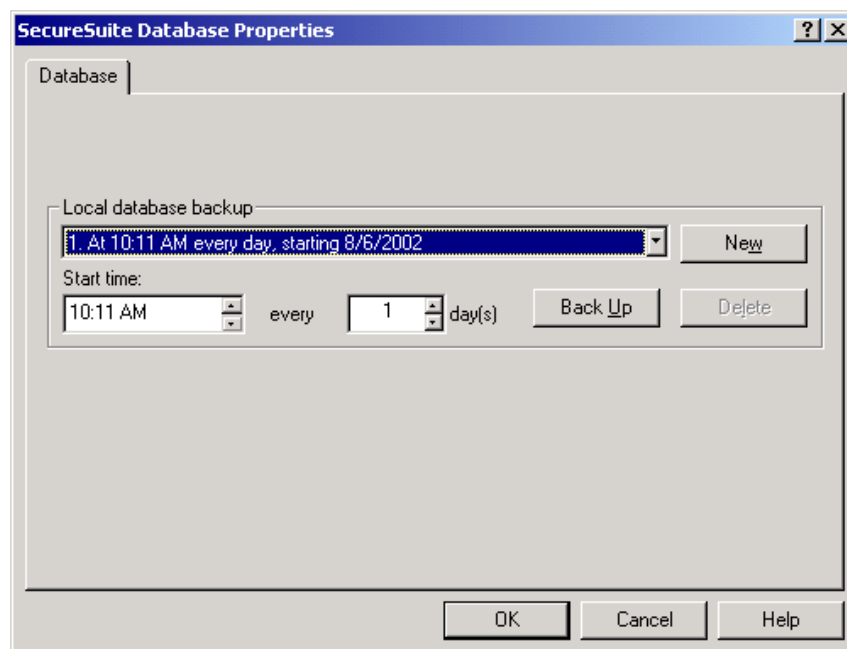 SecureSuite Database Properties
Database
Local database backup
1. At 10:11 AM every day, starting 8/6/2002
New
Start time:
10:11 AM every 1 day(s) Back Up Delete
OK Cancel Help